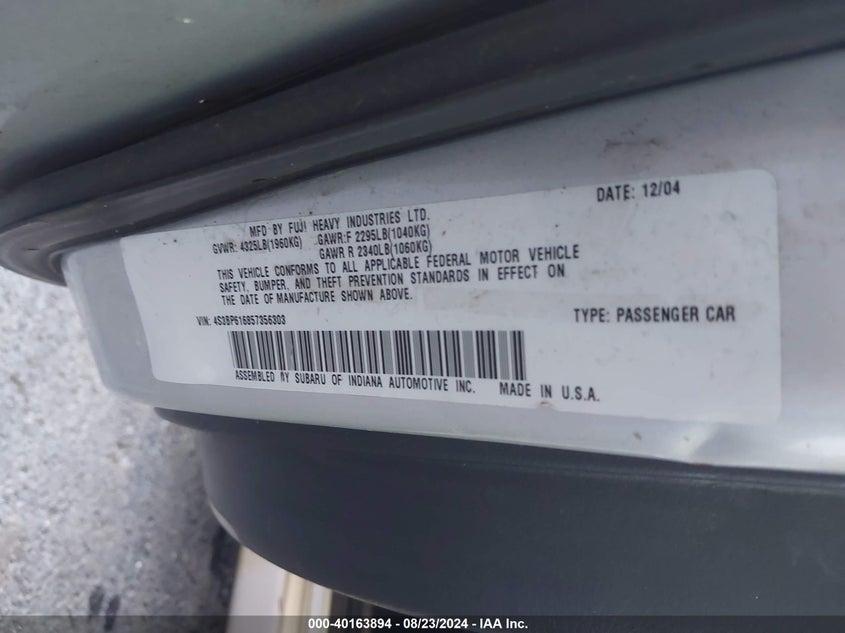 DATE: 12/04
MFD BY FUJI HEAVY INDUSTRIES LTD.
GVWR: 4325LB(1960KG) GAWR:F 2295LB(1040KG)
GAWR R 2340LB(1060KG)
THIS VEHICLE CONFORMS TO ALL APPLICABLE FEDERAL MOTOR VEHICLE
SAFETY, BUMPER, AND THEFT PREVENTION STANDARDS IN EFFECT ON
THE DATE OF MANUFACTURE SHOWN ABOVE.
VIN: 4S3BP616857356303 TYPE: PASSENGER CAR
ASSEMBLED BY SUBARU OF INDIANA AUTOMOTIVE INC. MADE IN U.S.A.
000-40163894 - 08/23/2024 - IAA Inc.